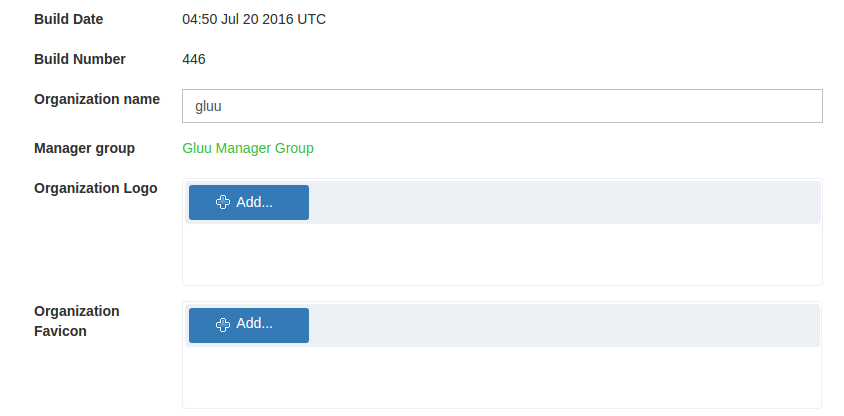 Build Date 04:50 Jul 20 2016 UTC
Build Number 446
Organization name gluu
Manager group Gluu Manager Group
Organization Logo Add...
Organization Add...
Favicon